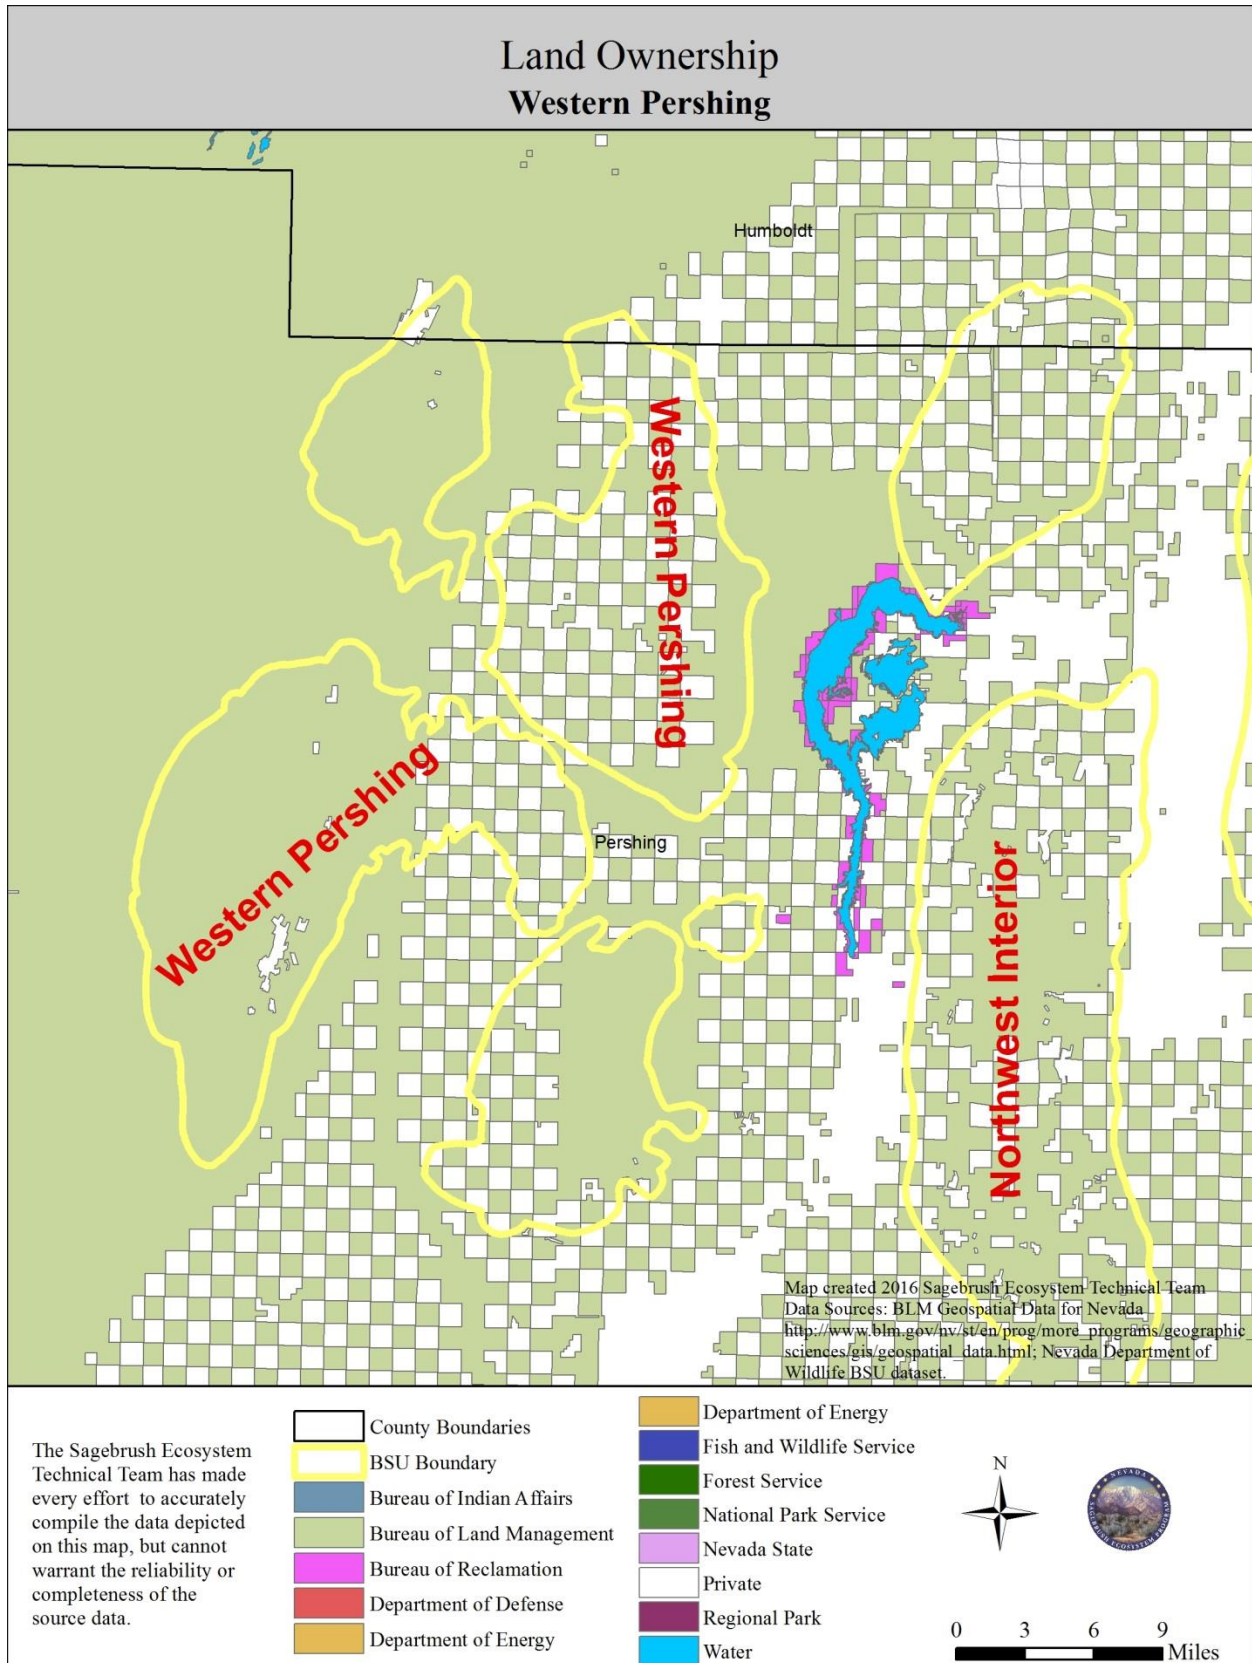 Land Ownership
Western Pershing
Humboldt
Western Pershing
Western Pershing
Pershing
Northwest Interior
Map created 2016 Sagebrush Ecosystem Technical Team
Data Sources: BLM Geospatial Data for Nevada
http://www.blm.gov/nv/st/en/prog/more_programs/geographic
sciences/gis/geospatial_data.html; Nevada Department of
Wildlife BSU dataset.
The Sagebrush Ecosystem
Technical Team has made
every effort to accurately
compile the data depicted
on this map, but cannot
warrant the reliability or
completeness of the
source data.
County Boundaries
BSU Boundary
Bureau of Indian Affairs
Bureau of Land Management
Bureau of Reclamation
Department of Defense
Department of Energy
Department of Energy
Fish and Wildlife Service
Forest Service
National Park Service
Nevada State
Private
Regional Park
Water
N
NEVADA
SAGEBRUSH ECOSYSTEM PROGRAM
0 3 6 9
Miles